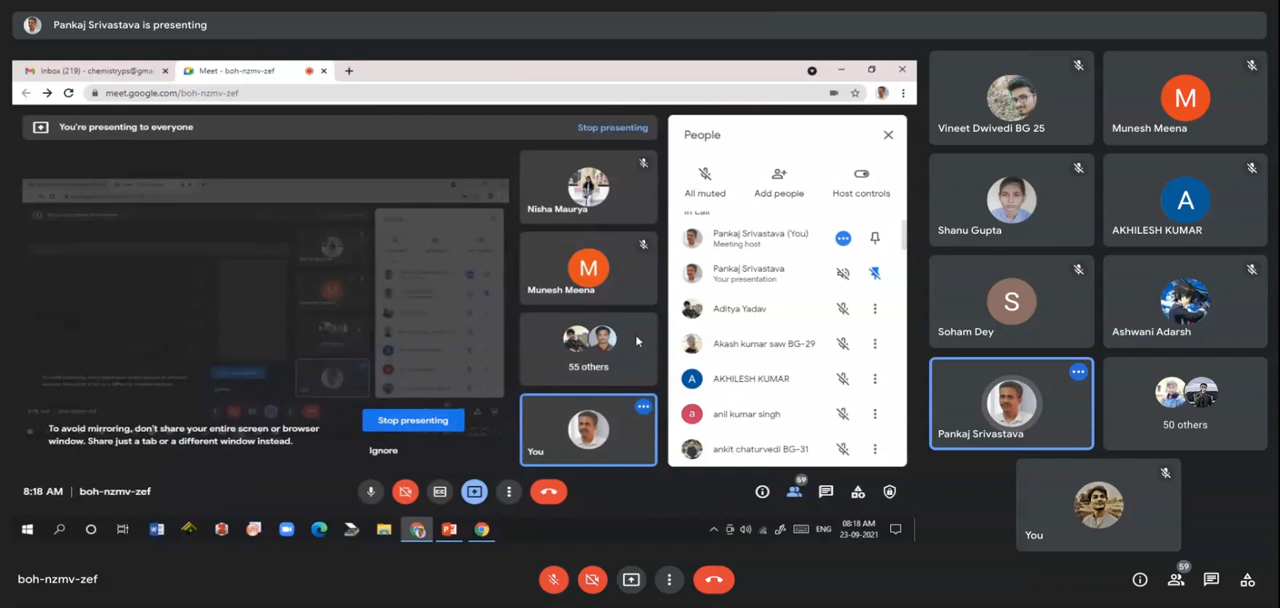 Pankaj Srivastava is presenting
Inbox (219) - chemistryps@gmai
Meet - boh-nzmv-zef
meet.google.com/boh-nzmv-zef
You're presenting to everyone
Stop presenting
Nisha Maurya
Munesh Meena
M
55 others
You
To avoid mirroring, don't share your entire screen or browser
window. Share just a tab or a different window instead.
Stop presenting
Ignore
People
All muted
Add people
Host controls
In call
Pankaj Srivastava (You)
Meeting host
Pankaj Srivastava
Your presentation
Aditya Yadav
Akash kumar saw BG-29
A
AKHILESH KUMAR
a
anil kumar singh
ankit chaturvedi BG-31
8:18 AM | boh-nzmv-zef
59
ENG
08:18 AM
23-09-2021
Vineet Dwivedi BG 25
M
Munesh Meena
Shanu Gupta
A
AKHILESH KUMAR
S
Soham Dey
Ashwani Adarsh
Pankaj Srivastava
50 others
You
boh-nzmv-zef
59